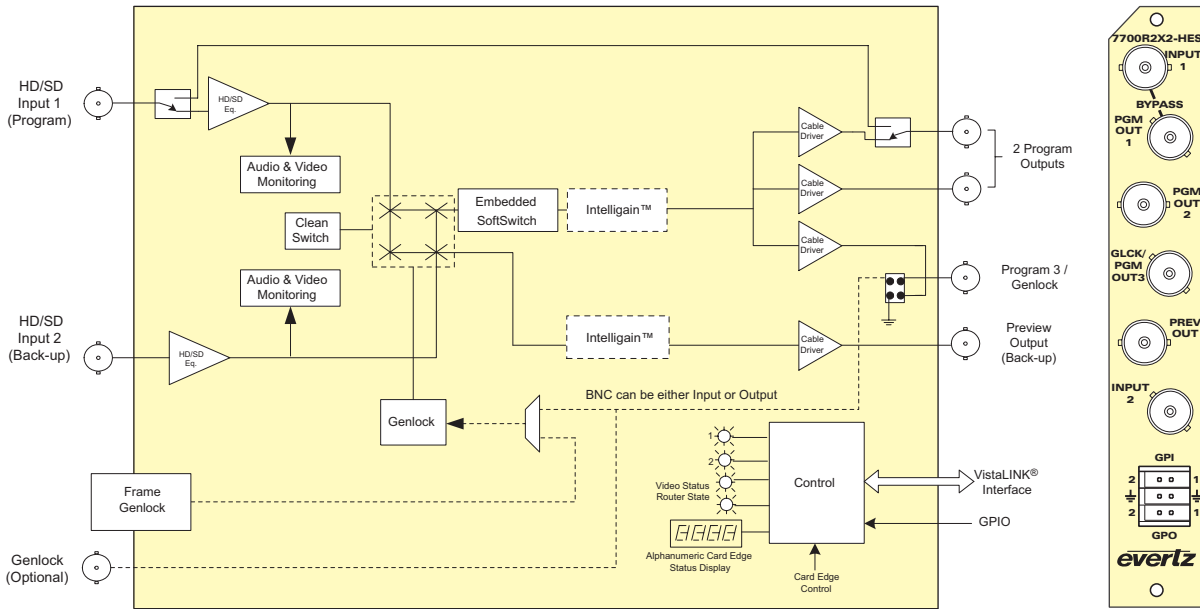 HD/SD
Input 1
(Program)
HD/SD
Eq.
Audio & Video
Monitoring
Clean
Switch
Embedded
SoftSwitch
Intelligain™
Cable
Driver
Cable
Driver
Cable
Driver
2 Program
Outputs
Program 3 /
Genlock
Audio & Video
Monitoring
HD/SD
Input 2
(Back-up)
HD/SD
Eq.
Intelligain™
Cable
Driver
Preview
Output
(Back-up)
BNC can be either Input or Output
Genlock
Frame
Genlock
Genlock
(Optional)
1
2
Video Status
Router State
Alphanumeric Card Edge
Status Display
Control
Card Edge
Control
VistaLINK®
Interface
GPIO
7700R2X2-HES
INPUT
1
BYPASS
PGM
OUT
1
PGM
OUT
2
GLCK/
PGM
OUT3
PREV
OUT
INPUT
2
GPI
2 1
2 1
GPO
evertz